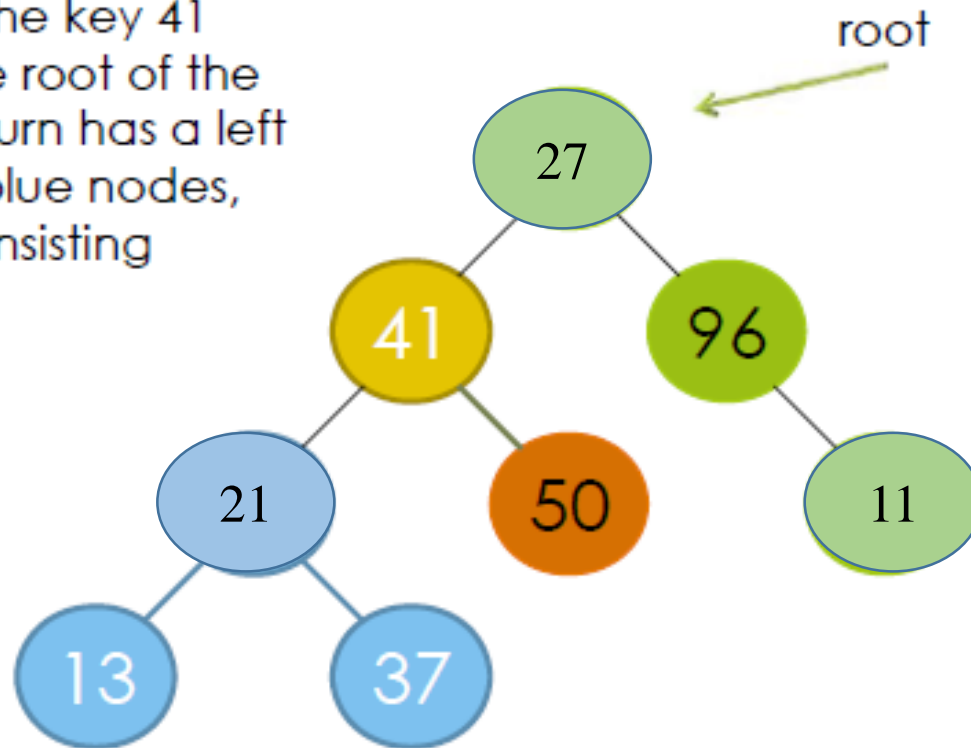 he key 41
root
e root of the
urn has a left
blue nodes,
nsisting
27
41
96
21
50
11
13
37